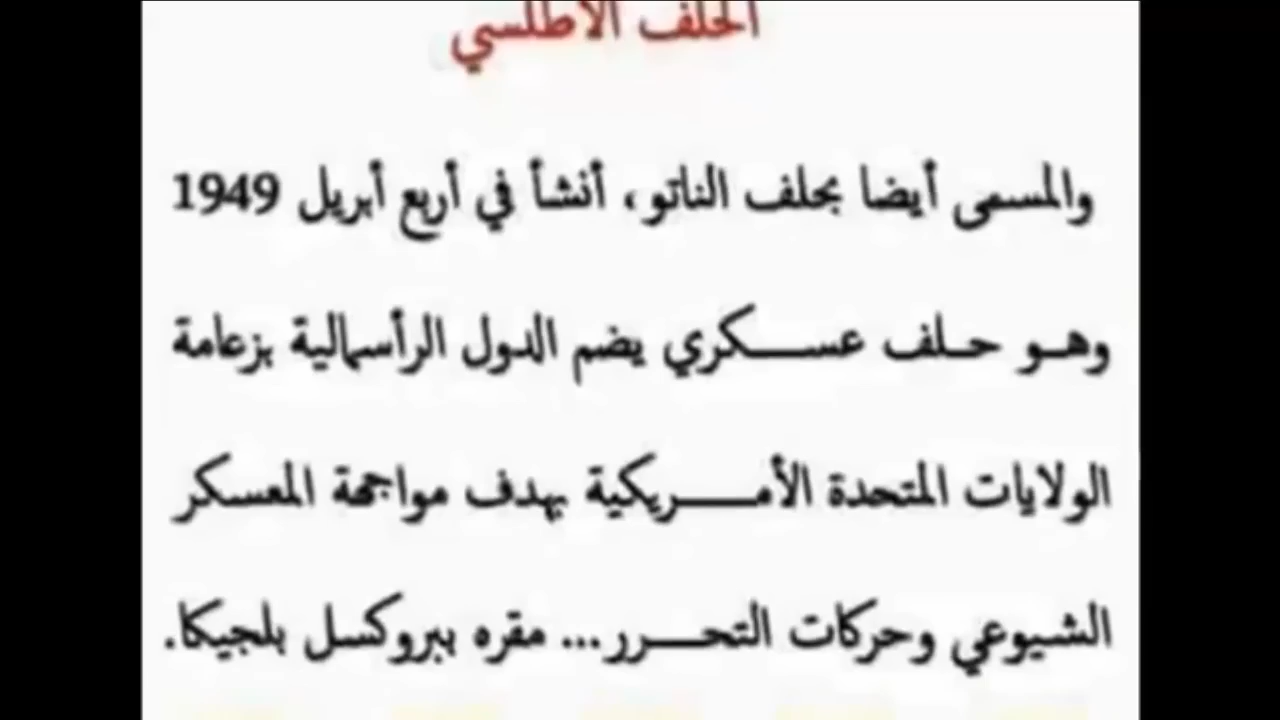 الحلف الأطلسي
والمسمى أيضا بحلف الناتو، أنشأ في أربع أبريل 1949
وهو حلف عسكري يضم الدول الرأسمالية بزعامة
الولايات المتحدة الأمريكية بهدف مواجهة المعسكر
الشيوعي وحركات التحرر... مقره ببروكسل بلجيكا.